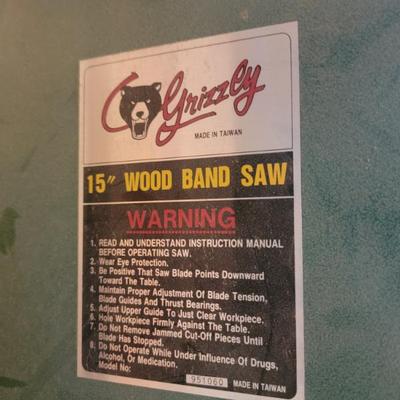 Grizzly
MADE IN TAIWAN
15" WOOD BAND SAW
WARNING
1. READ AND UNDERSTAND INSTRUCTION MANUAL
BEFORE OPERATING SAW.
2. Wear Eye Protection.
3. Be Positive That Saw Blade Points Downward
Toward The Table.
4. Maintain Proper Adjustment Of Blade Tension,
Blade Guides And Thrust Bearings.
5. Adjust Upper Guide To Just Clear Workpiece.
6. Hole Workpiece Firmly Against The Table.
7. Do Not Remove Jammed Cut-Off Pieces Until
Blade Has Stopped.
8. Do Not Operate While Under Influence Of Drugs,
Alcohol, Or Medication.
Model No: 951060 MADE IN TAIWAN